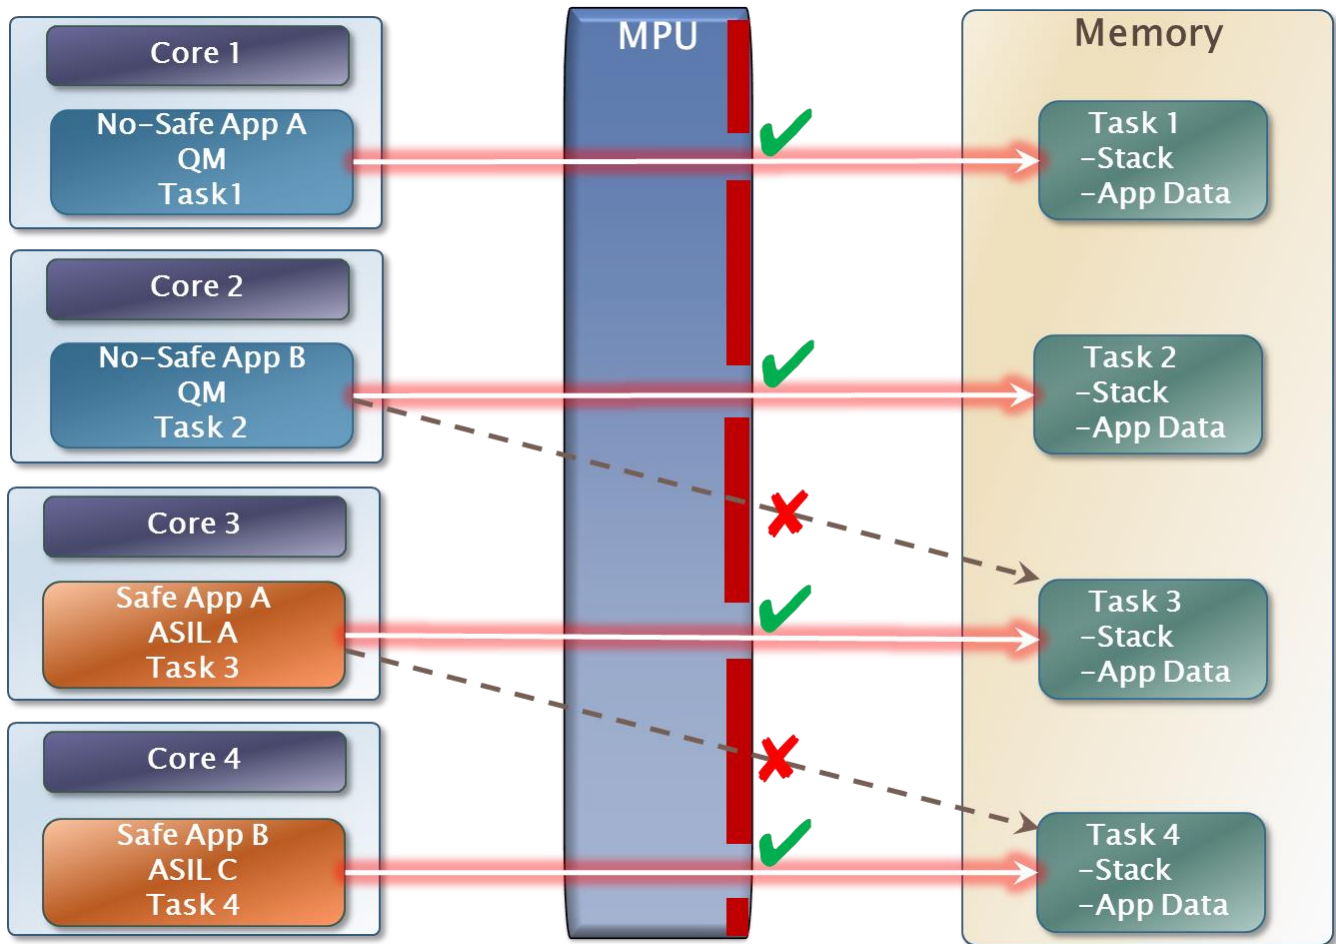 MPU
Memory
Core 1
No-Safe App A
QM
Task1
Task 1
-Stack
-App Data
Core 2
No-Safe App B
QM
Task 2
Task 2
-Stack
-App Data
Core 3
Safe App A
ASIL A
Task 3
Task 3
-Stack
-App Data
Core 4
Safe App B
ASIL C
Task 4
Task 4
-Stack
-App Data